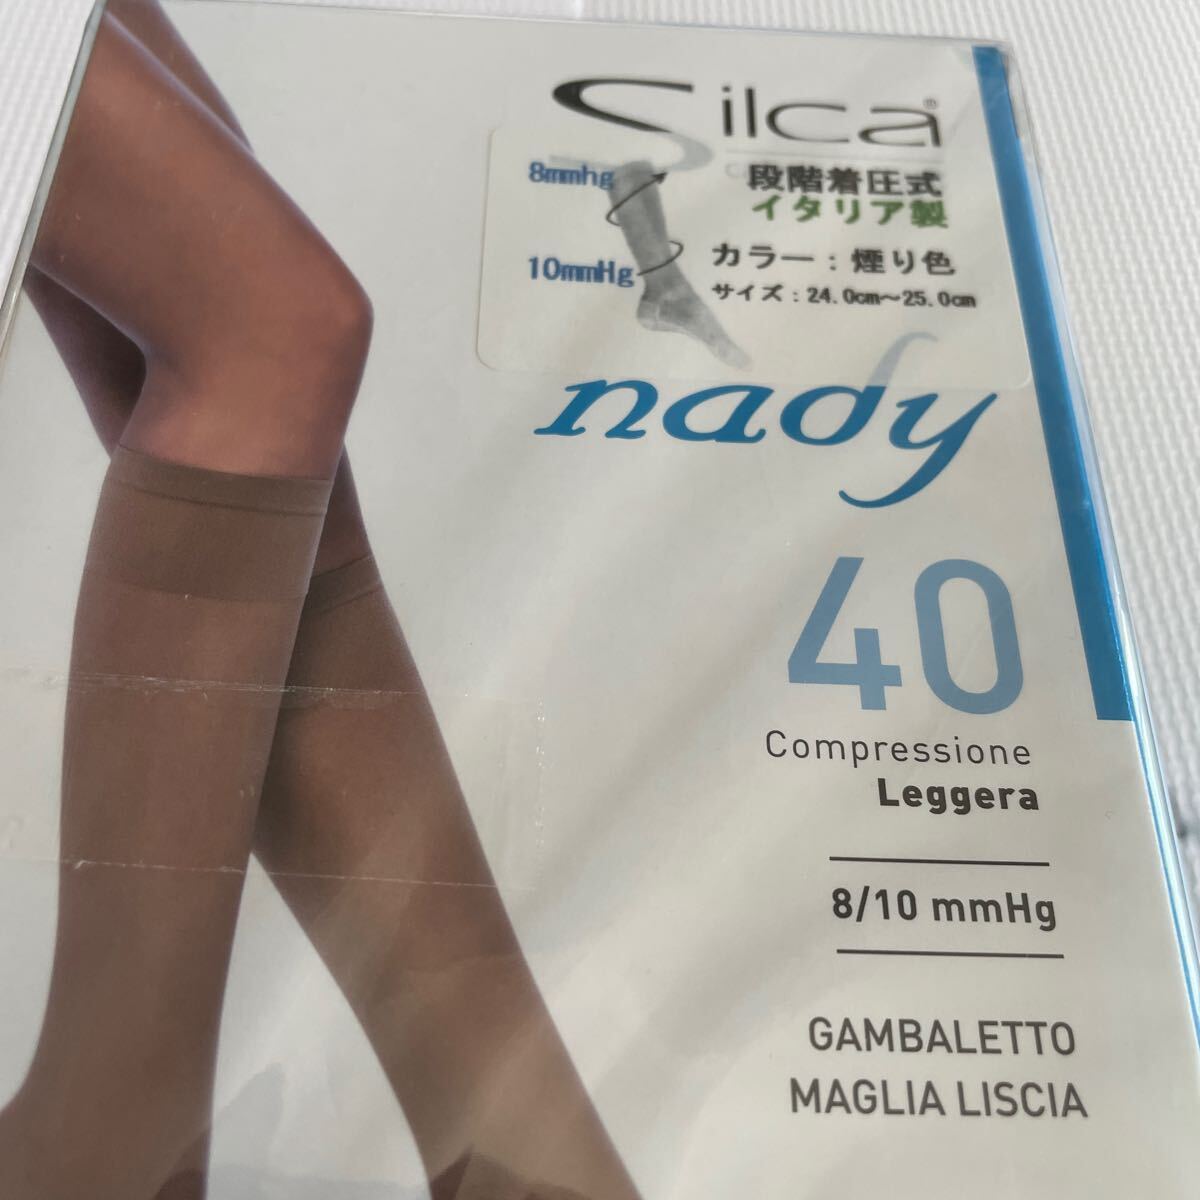 Silca®
8mmhg
段階着圧式
イタリア製
10mmHg
カラー：煙り色
サイズ：24.0cm～25.0cm
nady
40
Compressione
Leggera
8/10 mmHg
GAMBALETTO
MAGLIA LISCIA